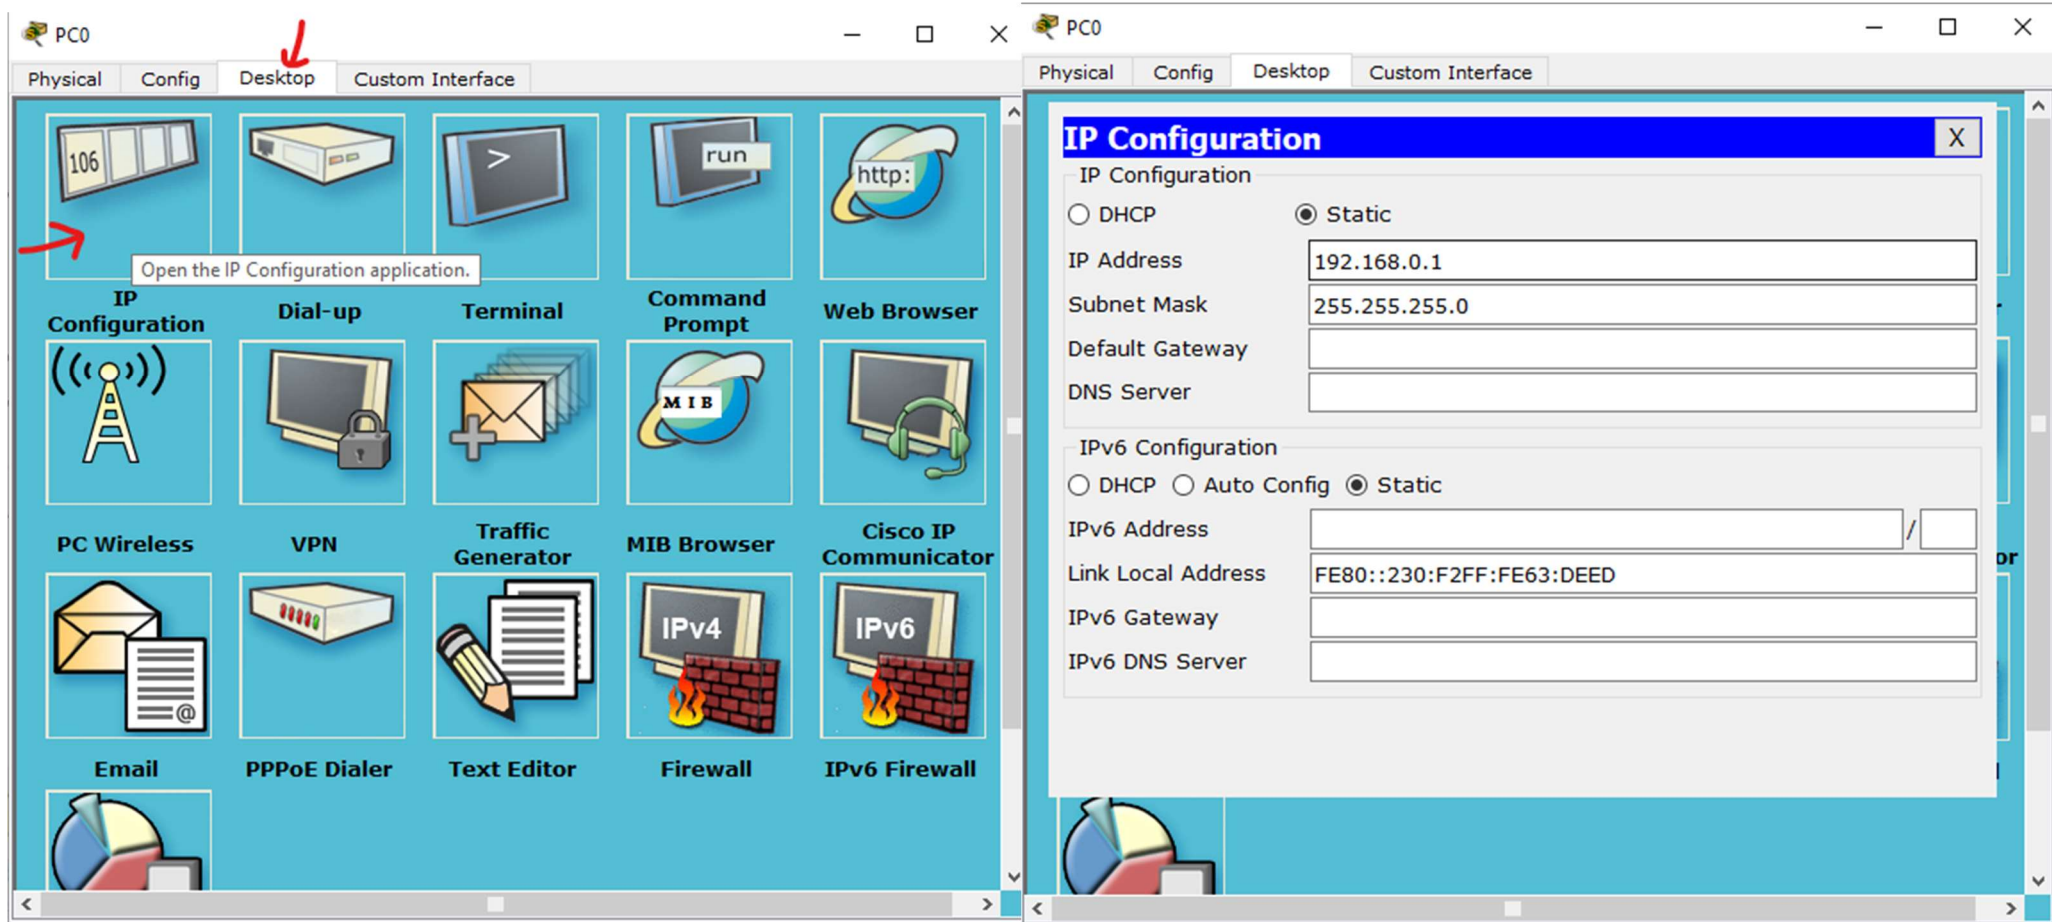 PC0
Physical Config Desktop Custom Interface
106
>
run
http:
Open the IP Configuration application.
IP
Configuration
Dial-up
Terminal
Command
Prompt
Web Browser
MIB
PC Wireless
VPN
Traffic
Generator
MIB Browser
Cisco IP
Communicator
@
IPv4
IPv6
Email
PPPoE Dialer
Text Editor
Firewall
IPv6 Firewall
PC0
Physical Config Desktop Custom Interface
IP Configuration X
IP Configuration
DHCP Static
IP Address 192.168.0.1
Subnet Mask 255.255.255.0
Default Gateway
DNS Server
IPv6 Configuration
DHCP Auto Config Static
IPv6 Address /
Link Local Address FE80::230:F2FF:FE63:DEED
IPv6 Gateway
IPv6 DNS Server
or